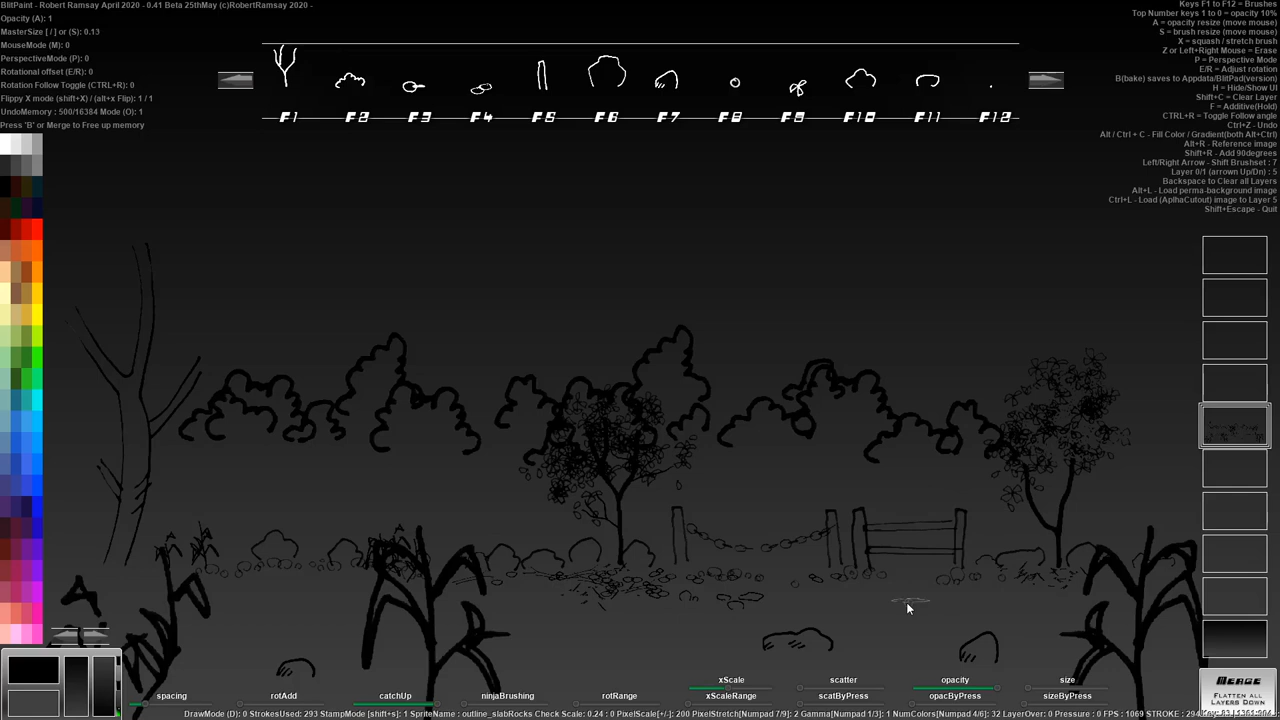 BlitPaint - Robert Ramsay April 2020 - 0.41 Beta 25thMay (c)RobertRamsay 2020 -
Opacity (A): 1
MasterSize [ / ] or (S): 0.13
MouseMode (M): 0
PerspectiveMode (P): 0
Rotational offset (E/R): 0
Rotation Follow Toggle (CTRL+R): 0
Flippy X mode (shift+X) / (alt+x Flip): 1 / 1
UndoMemory : 500/16384 Mode (O): 1
Press 'B' or Merge to Free up memory
Keys F1 to F12 = Brushes
Top Number keys 1 to 0 = opacity 10%
A = opacity resize (move mouse)
S = brush resize (move mouse)
X = squash / stretch brush
Z or Left+Right Mouse = Erase
P = Perspective Mode
E/R = Adjust rotation
B(bake) saves to Appdata/BlitPad(version)
H = Hide/Show UI
Shift+C = Clear Layer
F = Additive(Hold)
CTRL+R = Toggle Follow angle
Ctrl+Z - Undo
Alt / Ctrl + C - Fill Color / Gradient(both Alt+Ctrl)
Alt+R - Reference image
Shift+R - Add 90degrees
Left/Right Arrow - Shift Brushset : 7
Layer 0/1 (arrown Up/Dn) : 5
Backspace to Clear all Layers
Alt+L - Load perma-background image
Ctrl+L - Load (AplhaCutout) image to Layer 5
Shift+Escape - Quit
F1 F2 F3 F4 F5 F6 F7 F8 F9 F10 F11 F12
xScale scatter opacity size
spacing rotAdd catchUp ninjaBrushing rotRange xScaleRange scatByPress opacByPress sizeByPress
MERGE
FLATTEN ALL
LAYERS DOWN
DrawMode (D): 0 StrokesUsed: 293 StampMode [shift+s]: 1 SpriteName : outline_slabRocks Check Scale: 0.24 : 0 PixelScale[+/-]: 200 PixelStretch[Numpad 7/9]: 2 Gamma[Numpad 1/3]: 1 NumColors[Numpad 4/6]: 32 LayerOver: 0 Pressure : 0 FPS : 1069